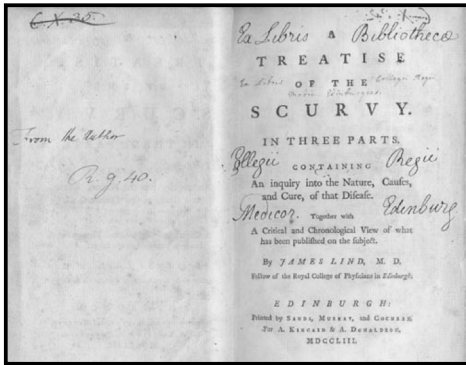 C X 25.
From the Author
R g. 40.
Ex Libris Bibliotheca
A
TREATISE
OF THE
SCURVY.
IN THREE PARTS.
CONTAINING
Collegii Regii
An inquiry into the Nature, Causes,
and Cure, of that Disease.
Medicor. Edinburg
Together with
A Critical and Chronological View of what
has been published on the subject.
By JAMES LIND, M. D.
Fellow of the Royal College of Physicians in Edinburgh.
EDINBURGH:
Printed by SANDS, MURRAY, and COCHRAN.
For A. KINCAID & A. DONALDSON.
MDCCLIII.